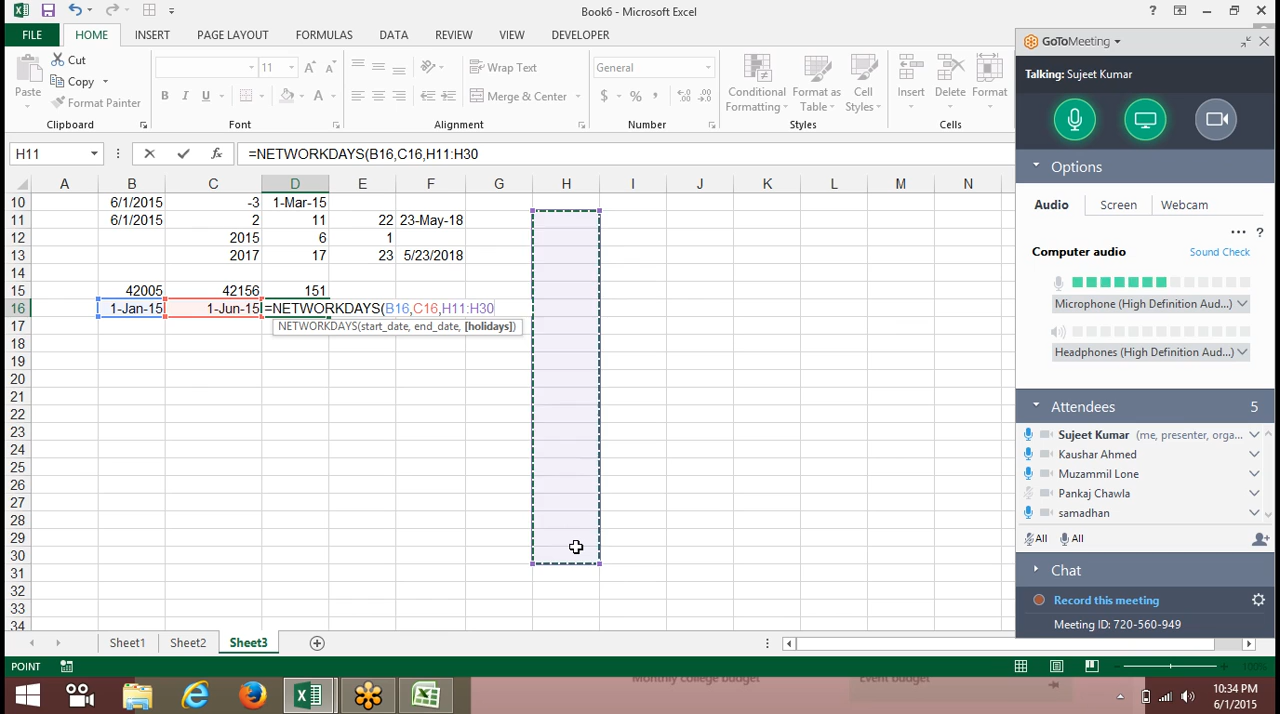 Book6 - Microsoft Excel
FILE HOME INSERT PAGE LAYOUT FORMULAS DATA REVIEW VIEW DEVELOPER
Paste
Cut
Copy
Format Painter
Clipboard
11
Font
Wrap Text
Merge & Center
Alignment
General
Number
Conditional Formatting
Format as Table
Cell Styles
Styles
Insert
Delete
Format
Cells
H11 =NETWORKDAYS(B16,C16,H11:H30
A B C D E F G H I J K L M N
10 6/1/2015 -3 1-Mar-15
11 6/1/2015 2 11 22 23-May-18
12 2015 6 1
13 2017 17 23 5/23/2018
14
15 42005 42156 151
16 1-Jan-15 1-Jun-15 =NETWORKDAYS(B16,C16,H11:H30
17 NETWORKDAYS(start_date, end_date, [holidays])
18
19
20
21
22
23
24
25
26
27
28
29
30
31
32
33
34
Sheet1 Sheet2 Sheet3
POINT
100%
Monthly college budget Event budget
10:34 PM
6/1/2015
GoToMeeting
Talking: Sujeet Kumar
Options
Audio Screen Webcam
... ?
Computer audio Sound Check
Microphone (High Definition Aud...)
Headphones (High Definition Aud...)
Attendees 5
Sujeet Kumar (me, presenter, orga...
Kaushar Ahmed
Muzammil Lone
Pankaj Chawla
samadhan
All All
Chat
Record this meeting
Meeting ID: 720-560-949